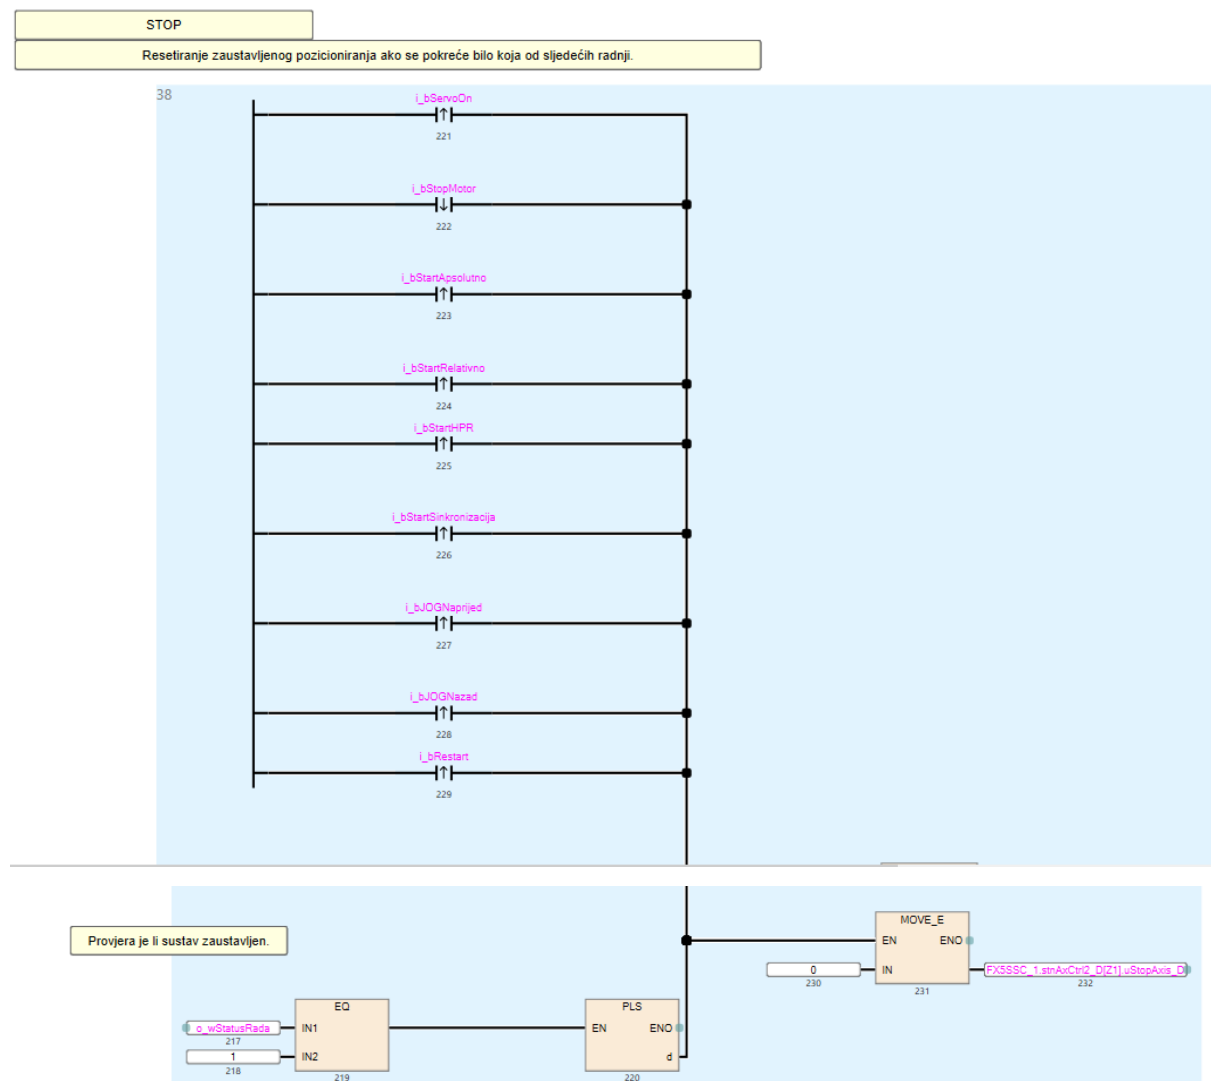 STOP
Resetiranje zaustavljenog pozicioniranja ako se pokreće bilo koja od sljedećih radnji.
38
i_bServoOn
221
i_bStopMotor
222
i_bStartApsolutno
223
i_bStartRelativno
224
i_bStartHPR
225
i_bStartSinkronizacija
226
i_bJOGNaprijed
227
i_bJOGNazad
228
i_bRestart
229
Provjera je li sustav zaustavljen.
MOVE_E
EN ENO
0 IN FX5SSC_1.stnAxCtrl2_D[Z1].uStopAxis_D
230 231 232
EQ PLS
o_wStatusRada IN1 EN ENO
217
1 IN2 d
218 219 220